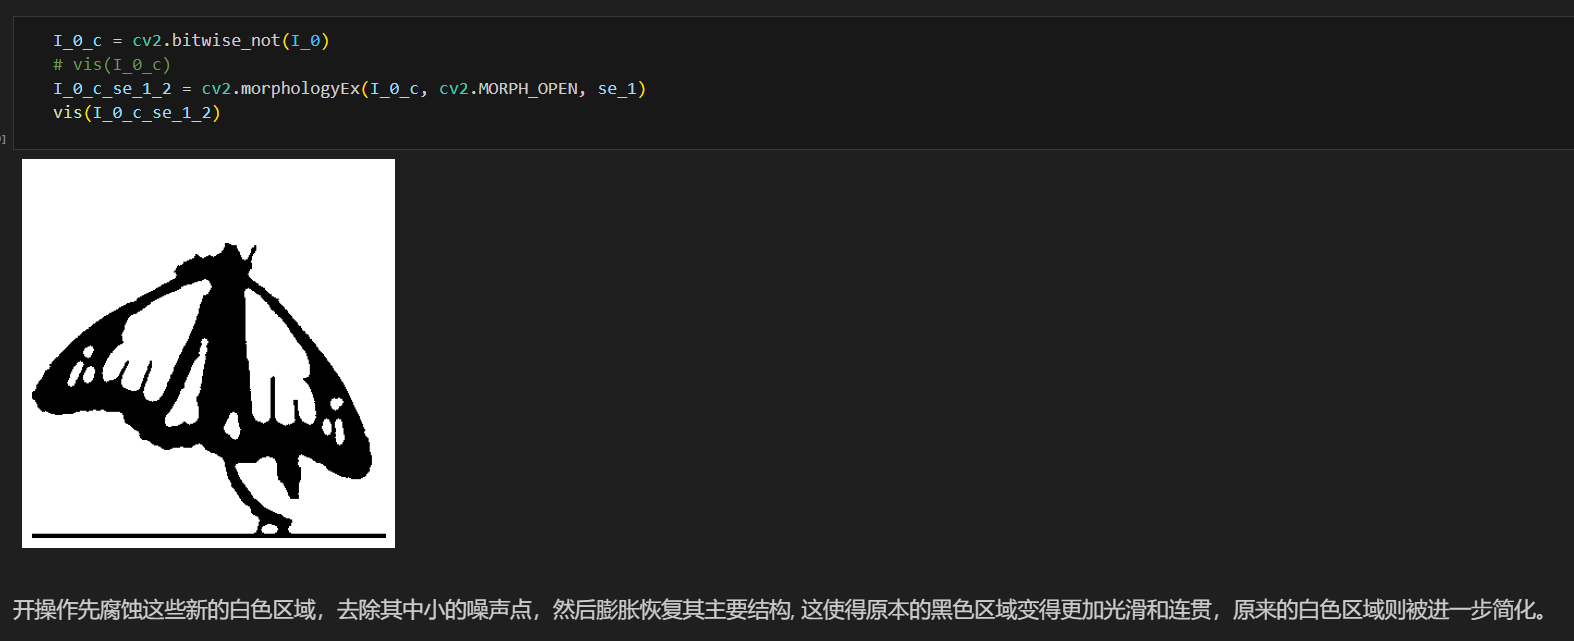 I_0_c = cv2.bitwise_not(I_0)
# vis(I_0_c)
I_0_c_se_1_2 = cv2.morphologyEx(I_0_c, cv2.MORPH_OPEN, se_1)
vis(I_0_c_se_1_2)
开操作先腐蚀这些新的白色区域，去除其中小的噪声点，然后膨胀恢复其主要结构, 这使得原本的黑色区域变得更加光滑和连贯，原来的白色区域则被进一步简化。